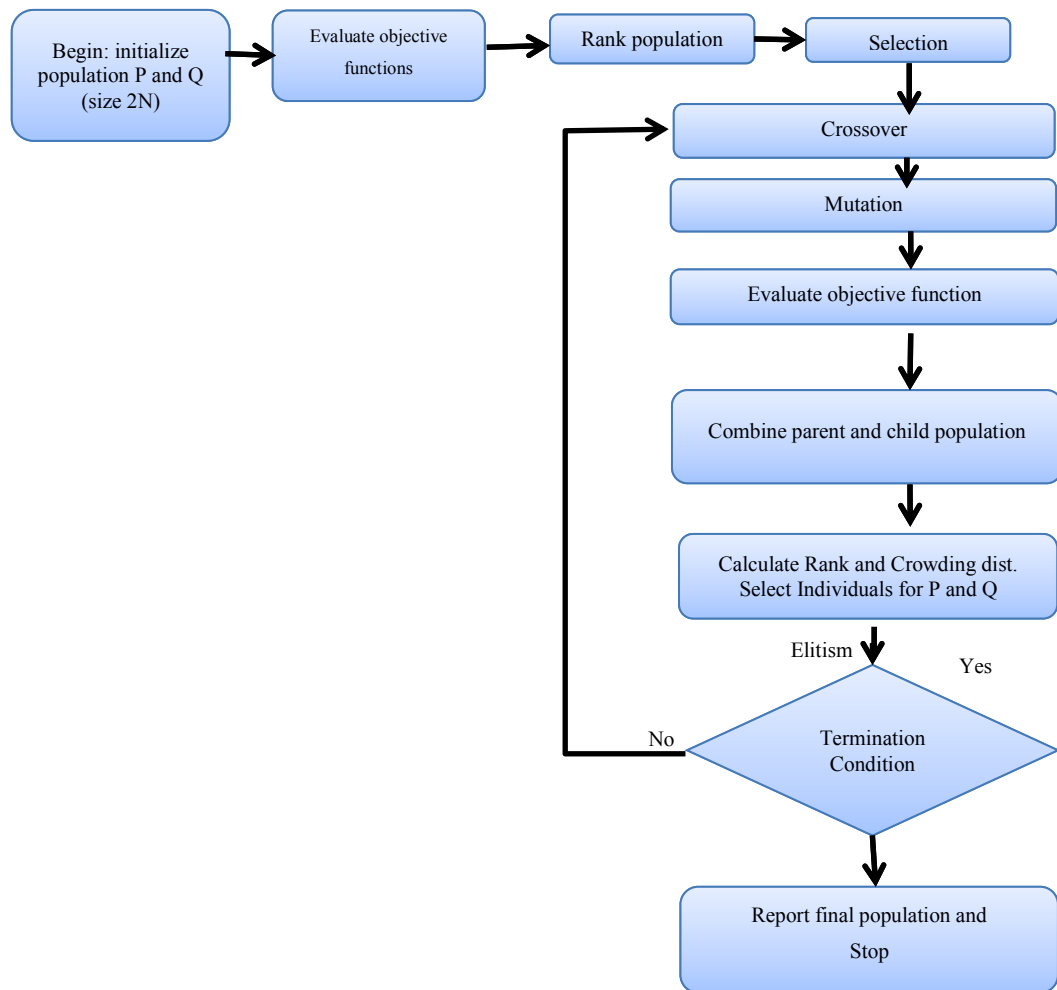 Begin: initialize
population P and Q
(size 2N)
Evaluate objective
functions
Rank population
Selection
Crossover
Mutation
Evaluate objective function
Combine parent and child population
Calculate Rank and Crowding dist.
Select Individuals for P and Q
Elitism
Yes
No
Termination
Condition
Report final population and
Stop